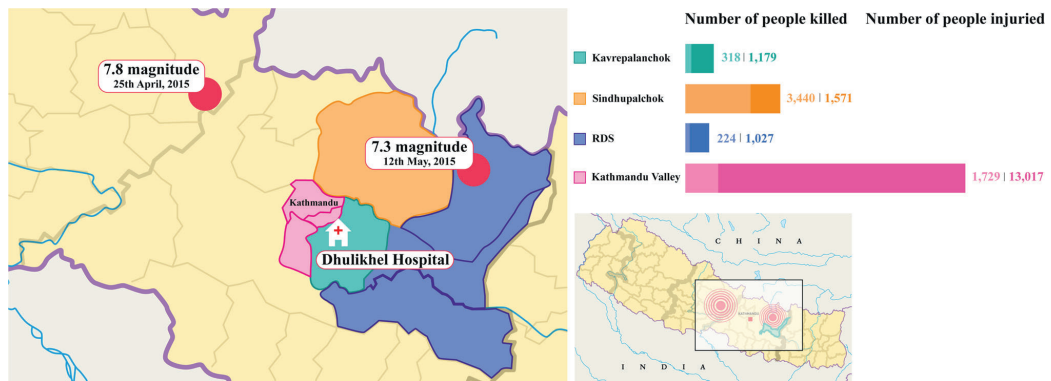 7.8 magnitude
25th April, 2015
7.3 magnitude
12th May, 2015
Kathmandu
Dhulikhel Hospital
Number of people killed Number of people injuried
Kavrepalanchok 318 | 1,179
Sindhupalchok 3,440 | 1,571
RDS 224 | 1,027
Kathmandu Valley 1,729 | 13,017
CHINA
KATHMANDU
INDIA